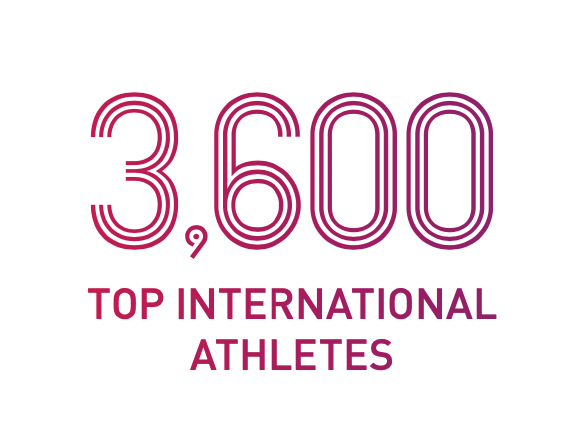 3,600
TOP INTERNATIONAL
ATHLETES